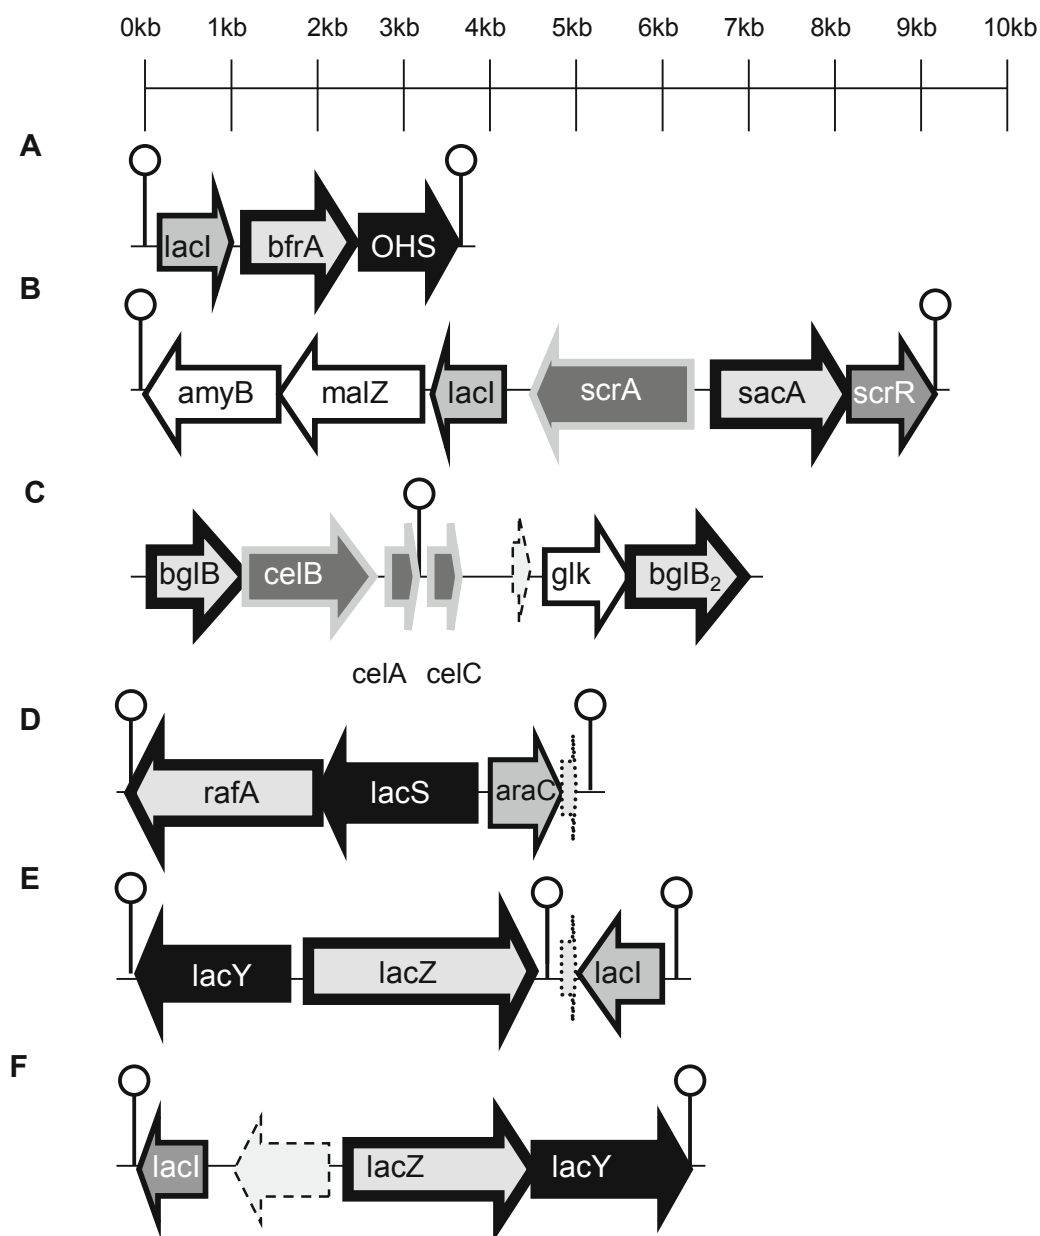 0kb 1kb 2kb 3kb 4kb 5kb 6kb 7kb 8kb 9kb 10kb
A
lacI bfrA OHS
B
amyB malZ lacI scrA sacA scrR
C
bglB celB glk bglB₂
celA celC
D
rafA lacS araC
E
lacY lacZ lacI
F
lacI lacZ lacY